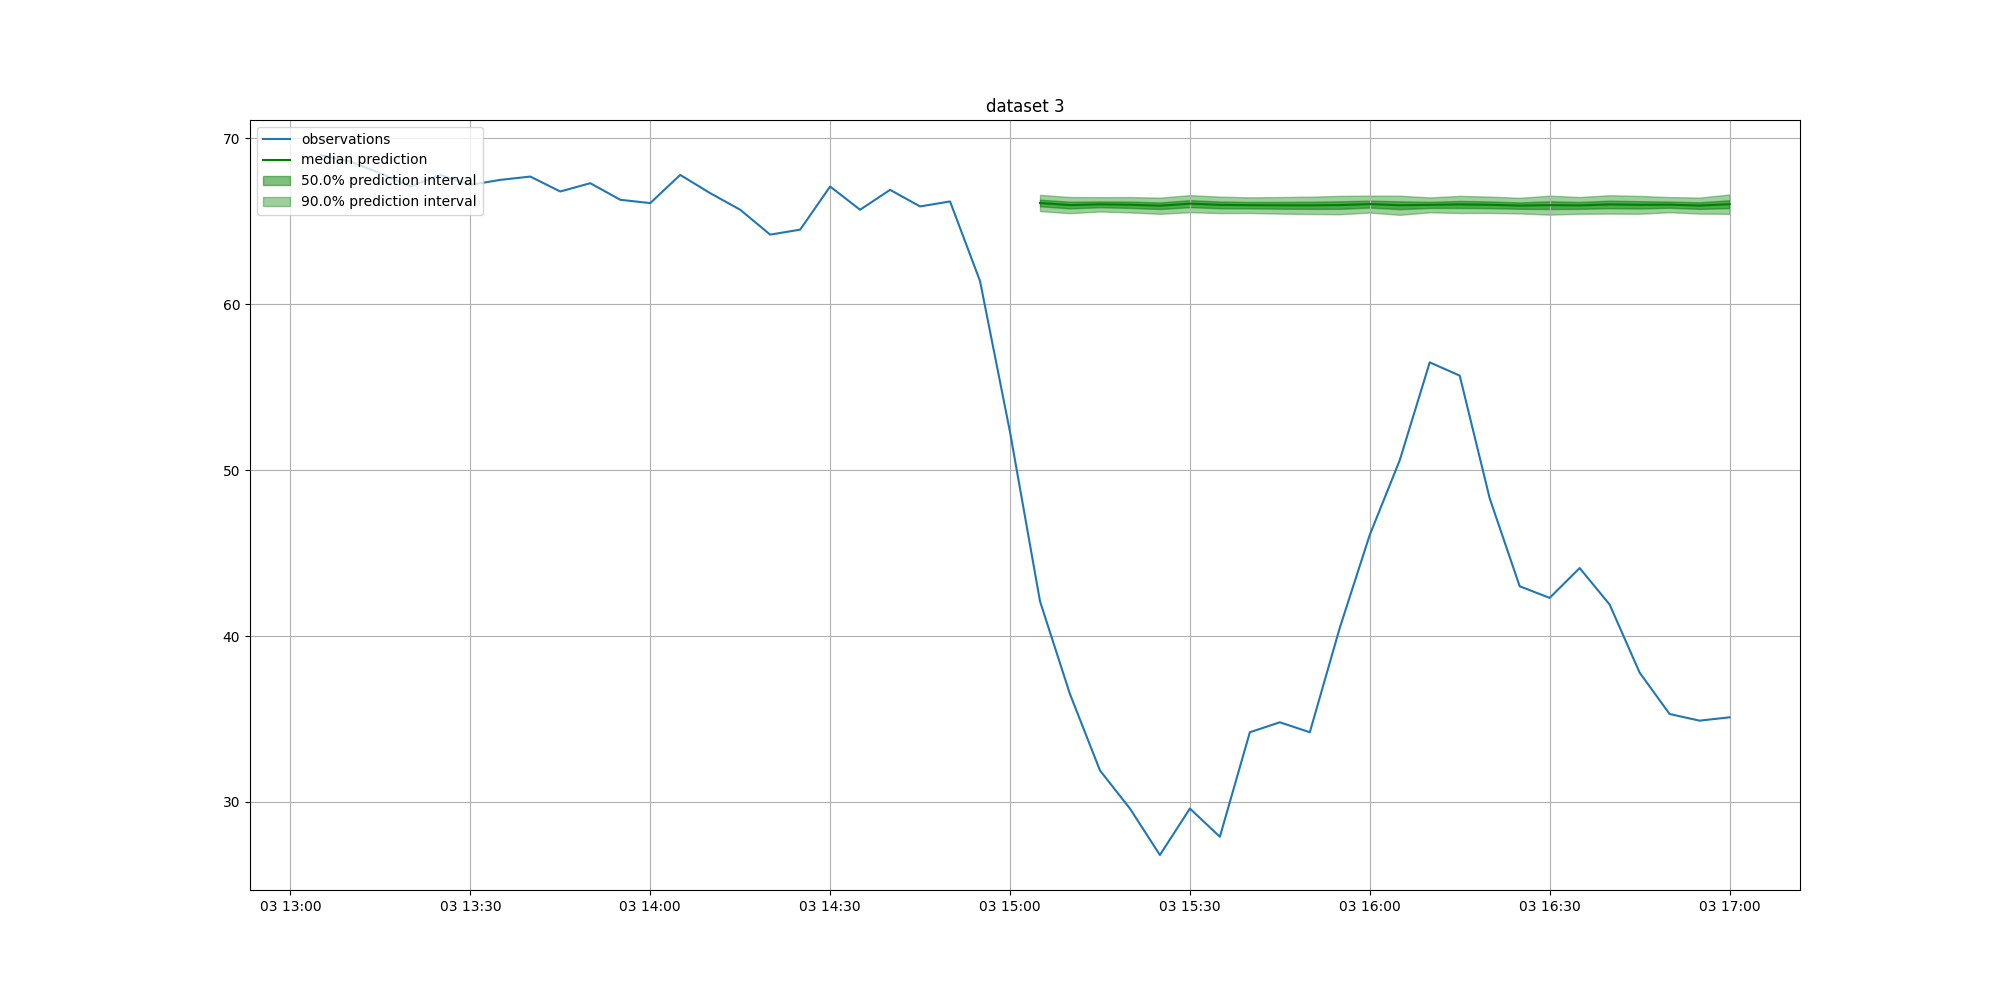 dataset 3
observations
median prediction
50.0% prediction interval
90.0% prediction interval
70
60
50
40
30
03 13:00
03 13:30
03 14:00
03 14:30
03 15:00
03 15:30
03 16:00
03 16:30
03 17:00